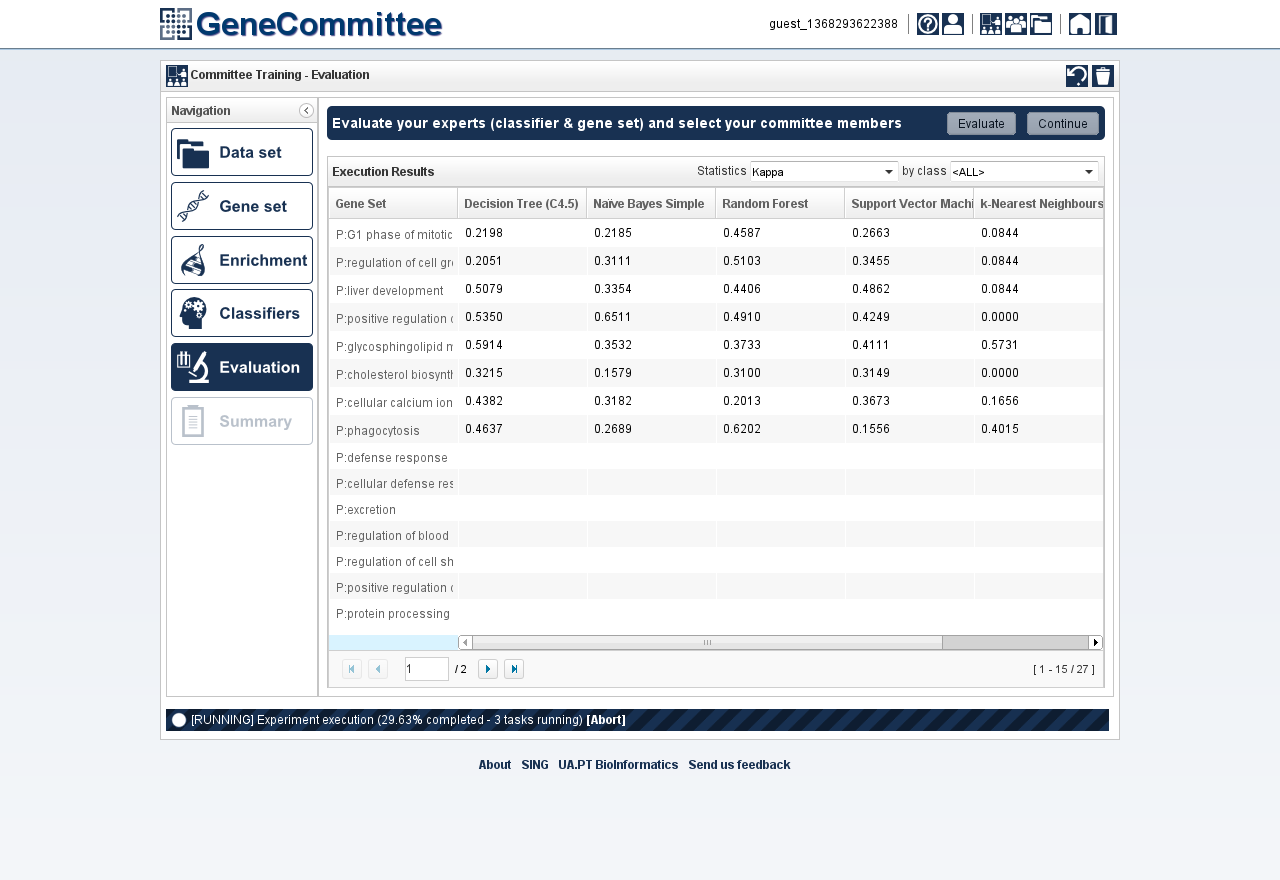 GeneCommittee
guest_1368293622388
Committee Training - Evaluation
Navigation
Data set
Gene set
Enrichment
Classifiers
Evaluation
Summary
Evaluate your experts (classifier & gene set) and select your committee members Evaluate Continue
Execution Results Statistics Kappa by class <ALL>
Gene Set Decision Tree (C4.5) Naïve Bayes Simple Random Forest Support Vector Machi k-Nearest Neighbours
P:G1 phase of mitotic 0.2198 0.2185 0.4587 0.2663 0.0844
P:regulation of cell gr 0.2051 0.3111 0.5103 0.3455 0.0844
P:liver development 0.5079 0.3354 0.4406 0.4862 0.0844
P:positive regulation 0.5350 0.6511 0.4910 0.4249 0.0000
P:glycosphingolipid m 0.5914 0.3532 0.3733 0.4111 0.5731
P:cholesterol biosynth 0.3215 0.1579 0.3100 0.3149 0.0000
P:cellular calcium ion 0.4382 0.3182 0.2013 0.3673 0.1656
P:phagocytosis 0.4637 0.2689 0.6202 0.1556 0.4015
P:defense response
P:cellular defense res
P:excretion
P:regulation of blood
P:regulation of cell sh
P:positive regulation
P:protein processing
1 / 2 [ 1 - 15 / 27 ]
[RUNNING] Experiment execution (29.63% completed - 3 tasks running) [Abort]
About SING UA.PT BioInformatics Send us feedback